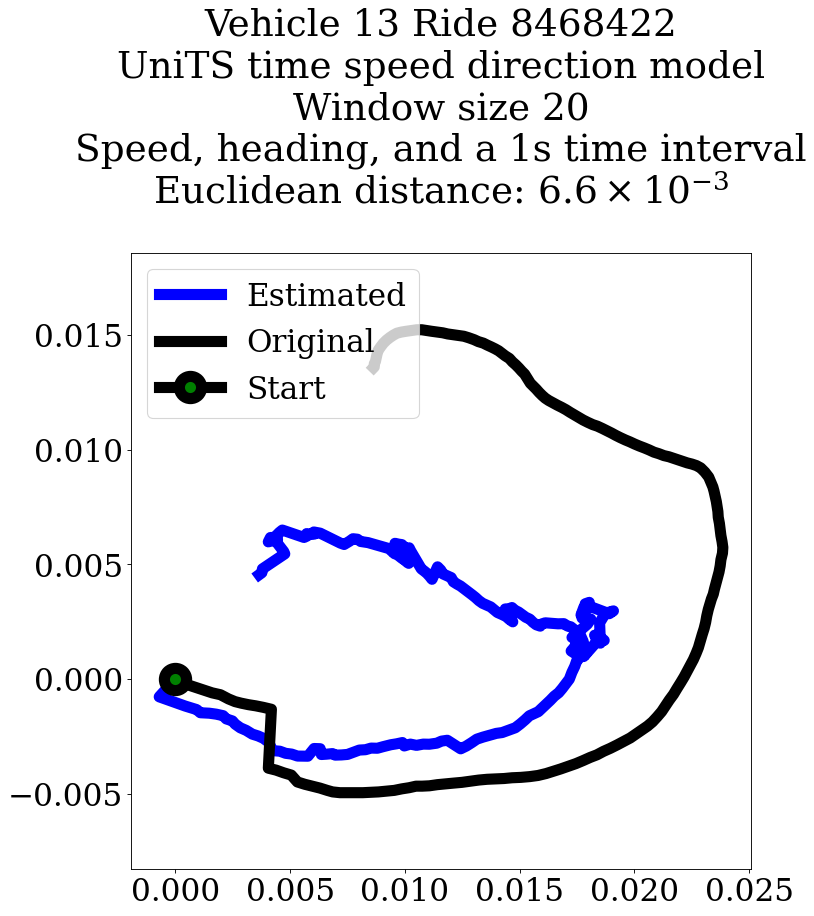 Vehicle 13 Ride 8468422
UniTS time speed direction model
Window size 20
Speed, heading, and a 1s time interval
Euclidean distance: 6.6 × 10⁻³
Estimated
Original
Start
0.015
0.010
0.005
0.000
−0.005
0.000 0.005 0.010 0.015 0.020 0.025